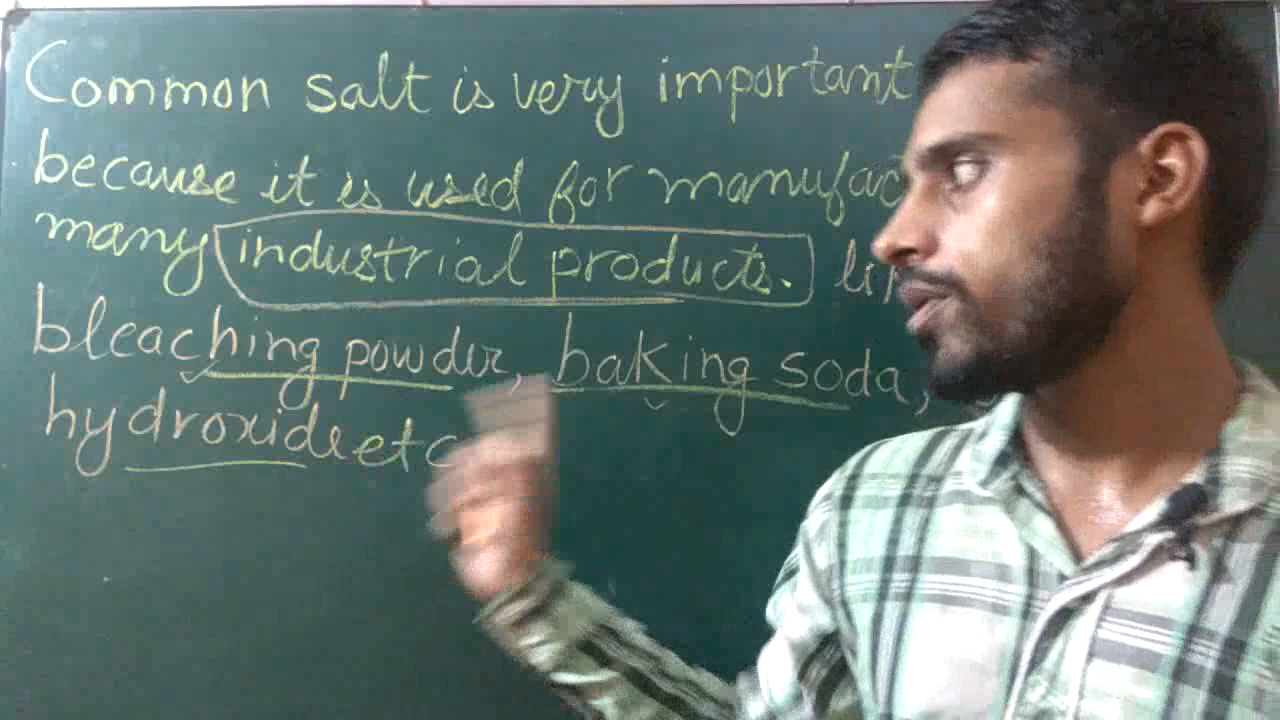 Common salt is very important
because it is used for manufac
many industrial products. li
bleaching powder, baking soda,
hydroxide etc